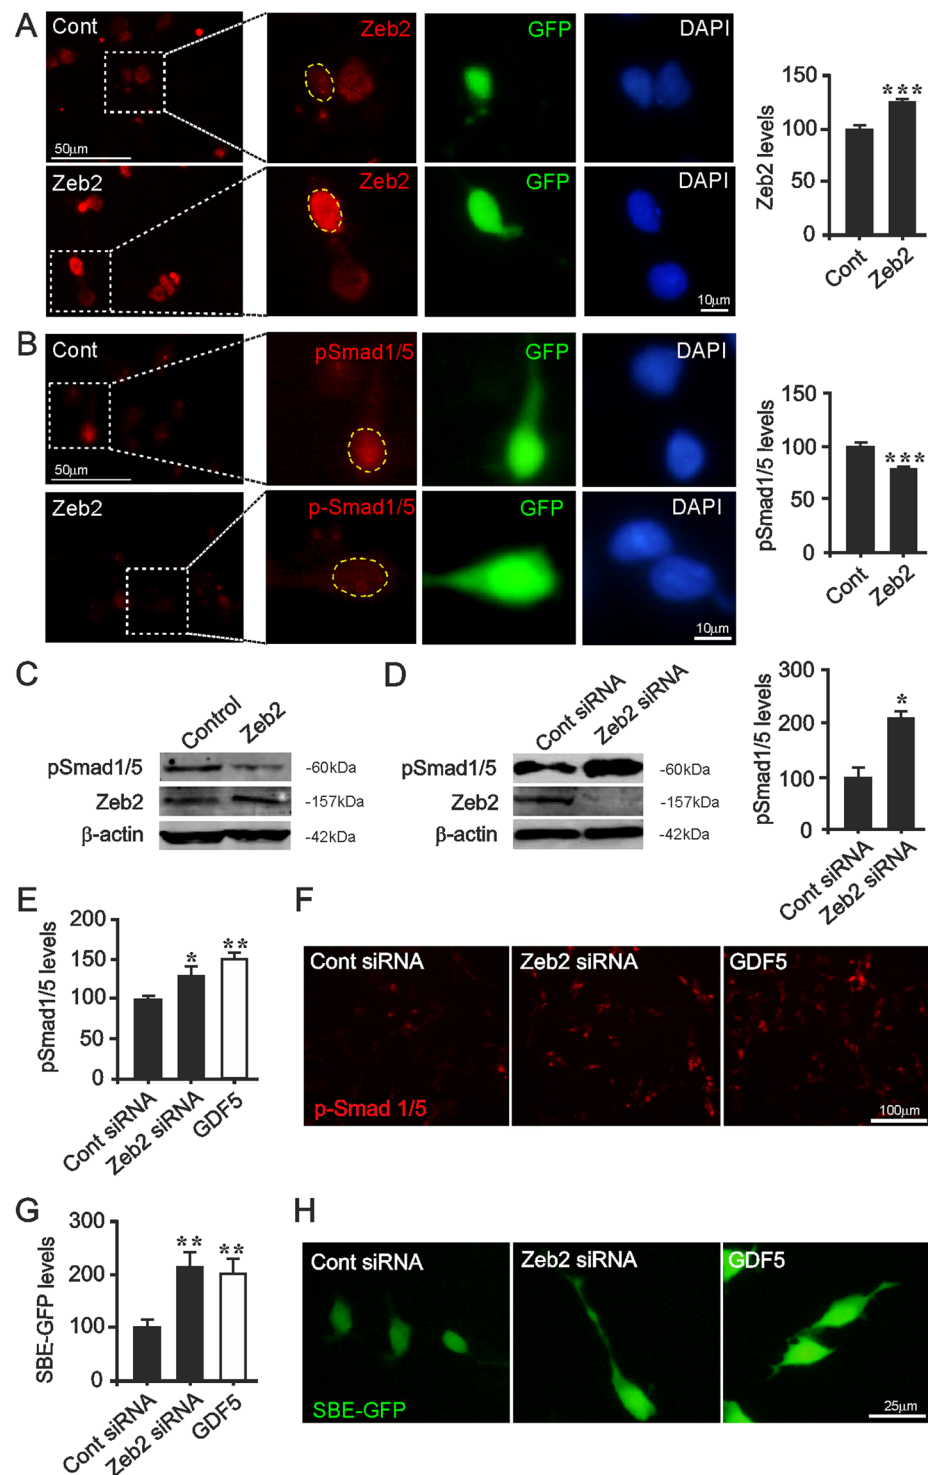 A
Cont
Zeb2
GFP
DAPI
50μm
Zeb2
Zeb2
GFP
DAPI
10μm
150
100
50
0
Zeb2 levels
***
Cont
Zeb2
B
Cont
pSmad1/5
GFP
DAPI
50μm
Zeb2
p-Smad1/5
GFP
DAPI
10μm
150
100
50
0
pSmad1/5 levels
***
Cont
Zeb2
C
Control
Zeb2
pSmad1/5
-60kDa
Zeb2
-157kDa
β-actin
-42kDa
D
Cont siRNA
Zeb2 siRNA
pSmad1/5
-60kDa
Zeb2
-157kDa
β-actin
-42kDa
300
200
100
0
pSmad1/5 levels
*
Cont siRNA
Zeb2 siRNA
E
200
150
100
50
0
pSmad1/5 levels
*
**
Cont siRNA
Zeb2 siRNA
GDF5
F
Cont siRNA
Zeb2 siRNA
GDF5
p-Smad 1/5
100μm
G
300
200
100
0
SBE-GFP levels
**
**
Cont siRNA
Zeb2 siRNA
GDF5
H
Cont siRNA
Zeb2 siRNA
GDF5
SBE-GFP
25μm